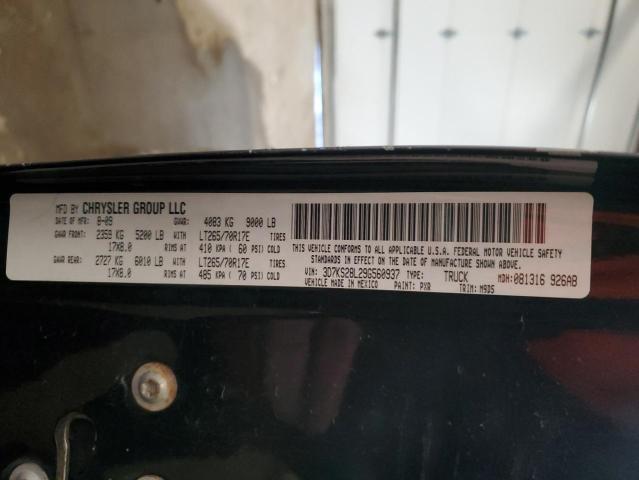 MFD BY CHRYSLER GROUP LLC
DATE OF MFR: 8-09 GVWR: 4083 KG 9000 LB
GAWR FRONT: 2359 KG 5200 LB WITH LT265/70R17E TIRES
17X8.0 RIMS AT 410 KPA ( 60 PSI) COLD
GAWR REAR: 2727 KG 6010 LB WITH LT265/70R17E TIRES
17X8.0 RIMS AT 485 KPA ( 70 PSI) COLD
THIS VEHICLE CONFORMS TO ALL APPLICABLE U.S.A. FEDERAL MOTOR VEHICLE SAFETY
STANDARDS IN EFFECT ON THE DATE OF MANUFACTURE SHOWN ABOVE.
VIN: 3D7KS28L29G560937 TYPE: TRUCK MDH: 081316 926AB
VEHICLE MADE IN MEXICO PAINT: PXR TRIM: M9D5